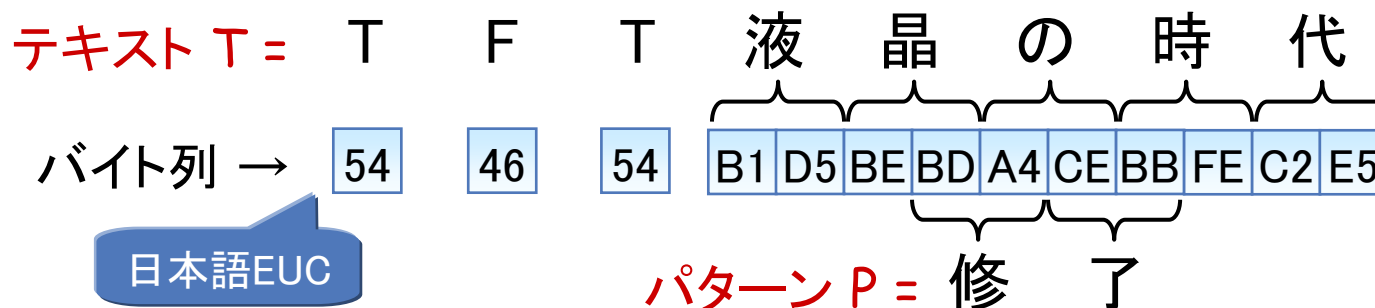 テキスト T = T F T 液 晶 の 時 代
バイト列 → 54 46 54 B1 D5 BE BD A4 CE BB FE C2 E5
日本語EUC
パターン P = 修 了